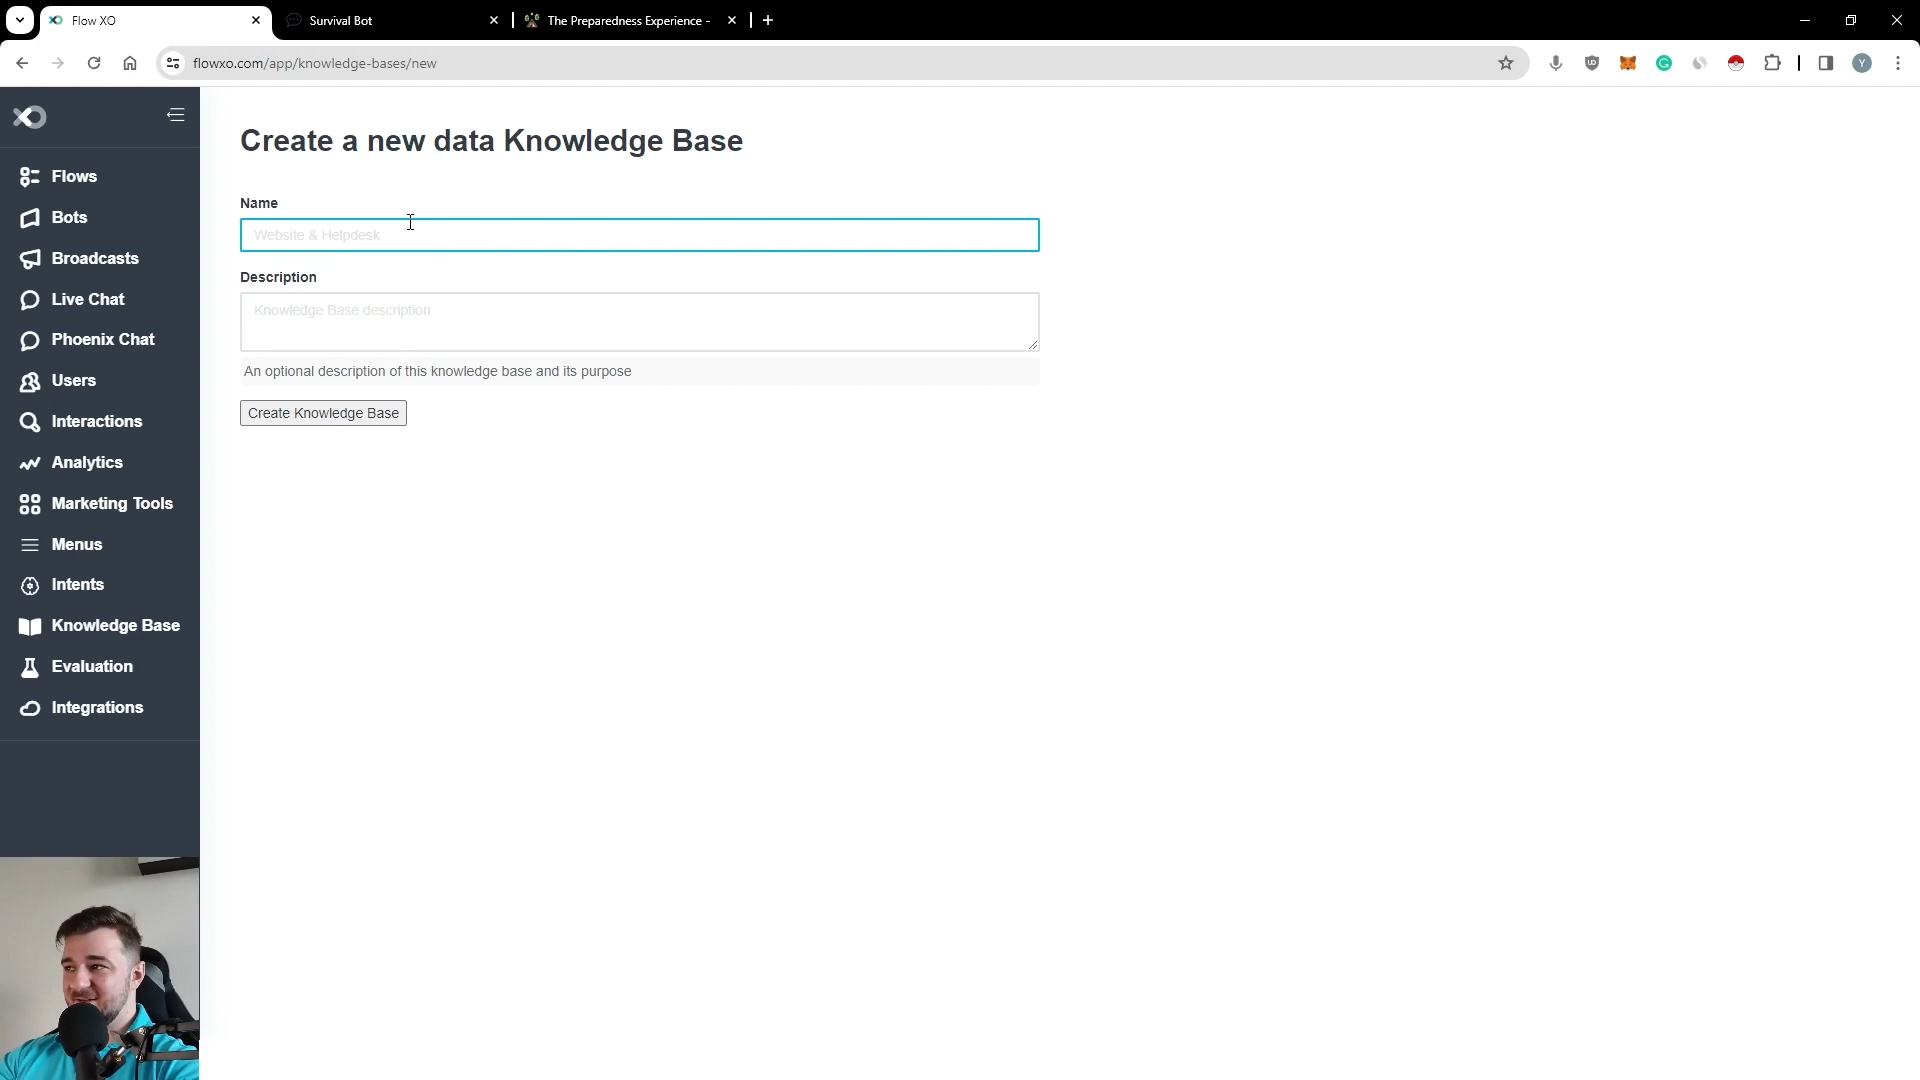 Flow XO
Survival Bot
The Preparedness Experience -
flowxo.com/app/knowledge-bases/new
Y
XO
Flows
Bots
Broadcasts
Live Chat
Phoenix Chat
Users
Interactions
Analytics
Marketing Tools
Menus
Intents
Knowledge Base
Evaluation
Integrations
Create a new data Knowledge Base
Name
Website & Helpdesk
Description
Knowledge Base description
An optional description of this knowledge base and its purpose
Create Knowledge Base